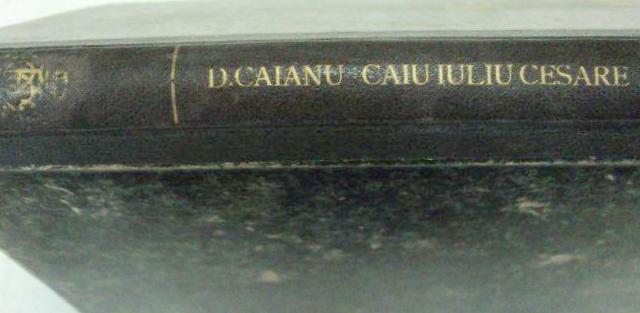 D. CAIANU CAIU IULIU CESARE